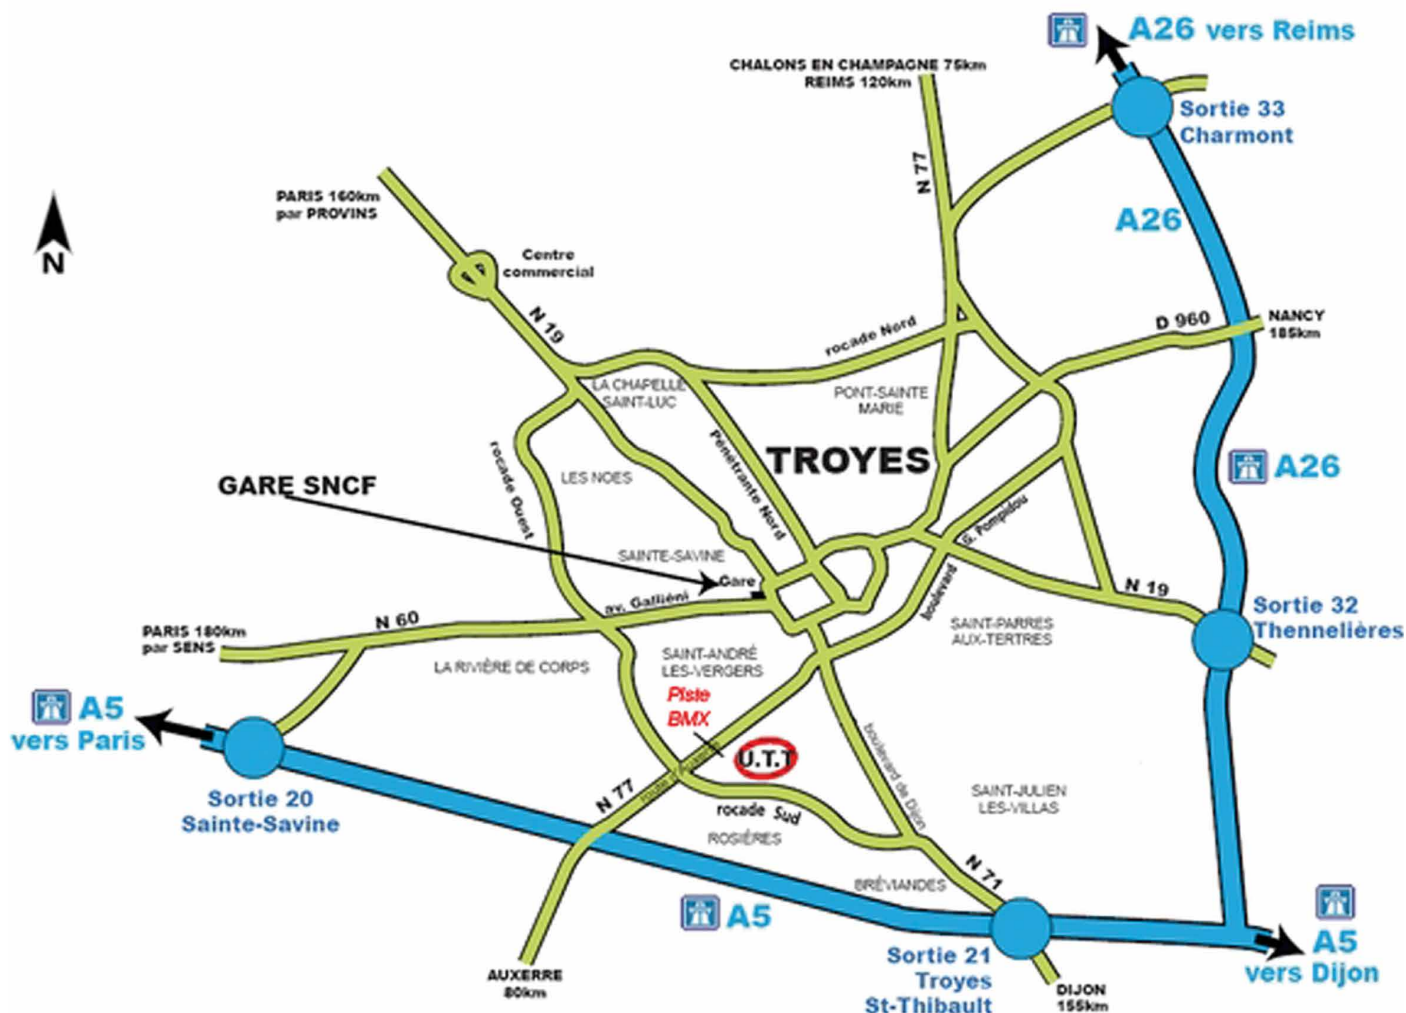 A26 vers Reims
CHALONS EN CHAMPAGNE 75km
REIMS 120km
Sortie 33
Charmont
N 77
PARIS 160km
par PROVINS
A26
N
Centre
commercial
N 19
rocade Nord
D 960
NANCY
185km
LA CHAPELLE
SAINT-LUC
PONT-SAINTE
MARIE
Pénétrante Nord
TROYES
rocade Ouest
A26
LES NOES
GARE SNCF
G. Pompidou
SAINTE-SAVINE
Gare
boulevard
N 19
av. Galliéni
N 60
Sortie 32
Thennelières
PARIS 180km
par SENS
SAINT-PARRES
AUX-TERTRES
SAINT-ANDRÉ
LES-VERGERS
LA RIVIÈRE DE CORPS
Piste
BMX
A5
vers Paris
U.T.T
boulevard de Dijon
route d'Auxerre
N 77
SAINT-JULIEN
LES-VILLAS
Sortie 20
Sainte-Savine
rocade Sud
ROSIÈRES
N 71
BRÉVIANDES
A5
A5
vers Dijon
Sortie 21
Troyes
St-Thibault
AUXERRE
80km
DIJON
155km